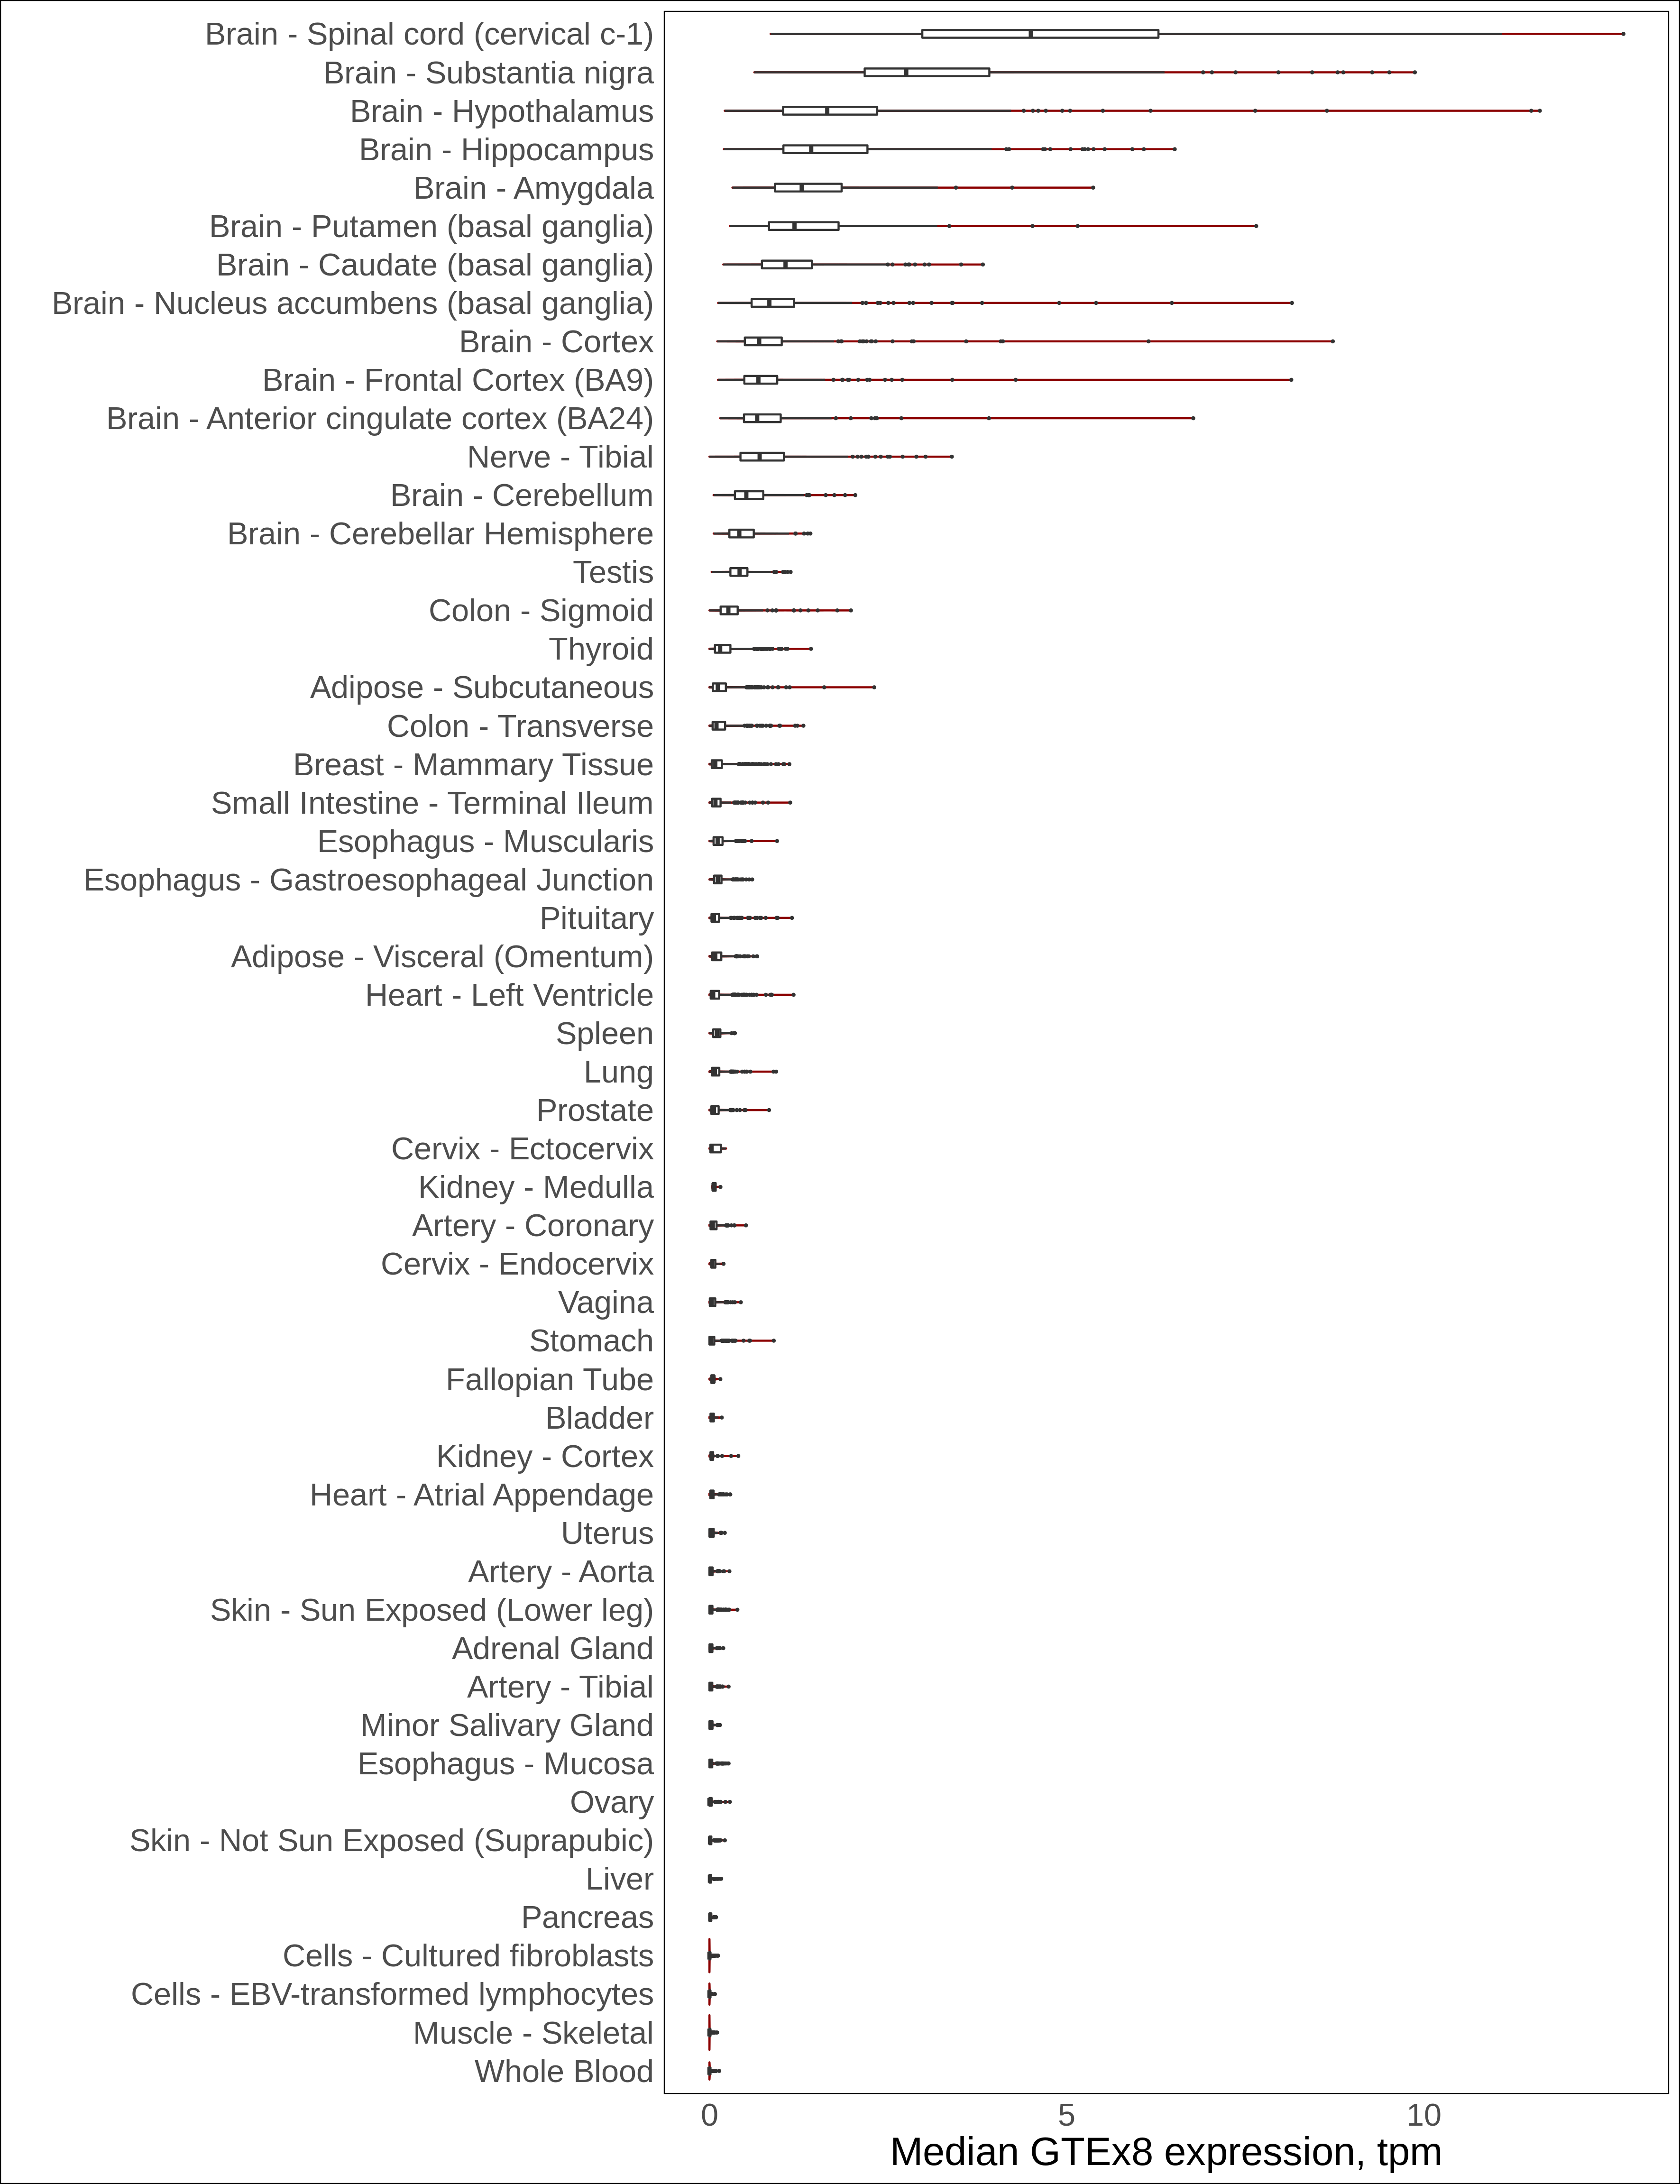 Brain - Spinal cord (cervical c-1)
Brain - Substantia nigra
Brain - Hypothalamus
Brain - Hippocampus
Brain - Amygdala
Brain - Putamen (basal ganglia)
Brain - Caudate (basal ganglia)
Brain - Nucleus accumbens (basal ganglia)
Brain - Cortex
Brain - Frontal Cortex (BA9)
Brain - Anterior cingulate cortex (BA24)
Nerve - Tibial
Brain - Cerebellum
Brain - Cerebellar Hemisphere
Testis
Colon - Sigmoid
Thyroid
Adipose - Subcutaneous
Colon - Transverse
Breast - Mammary Tissue
Small Intestine - Terminal Ileum
Esophagus - Muscularis
Esophagus - Gastroesophageal Junction
Pituitary
Adipose - Visceral (Omentum)
Heart - Left Ventricle
Spleen
Lung
Prostate
Cervix - Ectocervix
Kidney - Medulla
Artery - Coronary
Cervix - Endocervix
Vagina
Stomach
Fallopian Tube
Bladder
Kidney - Cortex
Heart - Atrial Appendage
Uterus
Artery - Aorta
Skin - Sun Exposed (Lower leg)
Adrenal Gland
Artery - Tibial
Minor Salivary Gland
Esophagus - Mucosa
Ovary
Skin - Not Sun Exposed (Suprapubic)
Liver
Pancreas
Cells - Cultured fibroblasts
Cells - EBV-transformed lymphocytes
Muscle - Skeletal
Whole Blood
0 5 10
Median GTEx8 expression, tpm